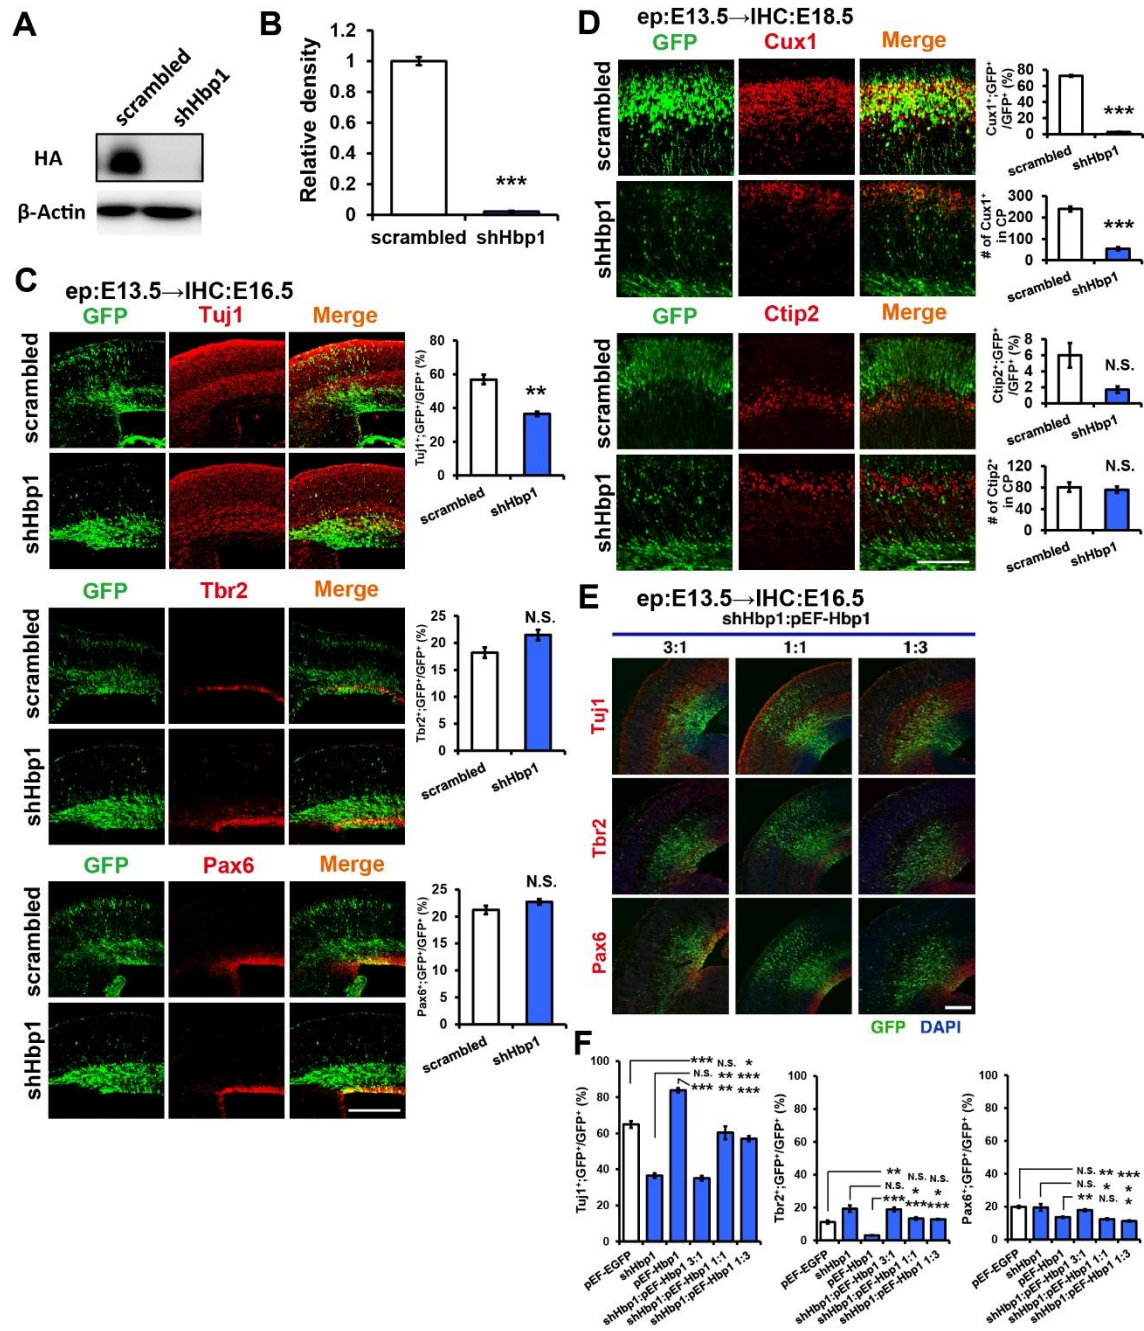 A
scrambled
shHbp1
HA
β-Actin
B
Relative density
1.2
1
0.8
0.6
0.4
0.2
0
***
scrambled shHbp1
C
ep:E13.5→IHC:E16.5
GFP Tuj1 Merge
scrambled
shHbp1
Tuj1⁺;GFP⁺/GFP⁺ (%)
60
40
20
0
**
scrambled
shHbp1
GFP Tbr2 Merge
scrambled
shHbp1
Tbr2⁺;GFP⁺/GFP⁺ (%)
25
20
15
10
5
0
N.S.
scrambled
shHbp1
GFP Pax6 Merge
scrambled
shHbp1
Pax6⁺;GFP⁺/GFP⁺ (%)
25
20
15
10
5
0
N.S.
scrambled
shHbp1
D
ep:E13.5→IHC:E18.5
GFP Cux1 Merge
scrambled
shHbp1
Cux1⁺;GFP⁺
/GFP⁺ (%)
80
60
40
20
0
***
scrambled
shHbp1
# of Cux1⁺
in CP
300
200
100
0
***
scrambled
shHbp1
GFP Ctip2 Merge
scrambled
shHbp1
Ctip2⁺;GFP⁺
/GFP⁺ (%)
8
6
4
2
0
N.S.
scrambled
shHbp1
# of Ctip2⁺
in CP
120
80
40
0
N.S.
scrambled
shHbp1
E
ep:E13.5→IHC:E16.5
shHbp1:pEF-Hbp1
3:1 1:1 1:3
Tuj1
Tbr2
Pax6
GFP DAPI
F
Tuj1⁺;GFP⁺/GFP⁺ (%)
100
80
60
40
20
0
*** N.S. *
N.S. ** ***
*** ** ***
pEF-EGFP
shHbp1
pEF-Hbp1
shHbp1:pEF-Hbp1 3:1
shHbp1:pEF-Hbp1 1:1
shHbp1:pEF-Hbp1 1:3
Tbr2⁺;GFP⁺/GFP⁺ (%)
100
80
60
40
20
0
** N.S. N.S.
N.S. * *
*** *** ***
pEF-EGFP
shHbp1
pEF-Hbp1
shHbp1:pEF-Hbp1 3:1
shHbp1:pEF-Hbp1 1:1
shHbp1:pEF-Hbp1 1:3
Pax6⁺;GFP⁺/GFP⁺ (%)
100
80
60
40
20
0
N.S. ** ***
N.S. * *
** N.S. *
pEF-EGFP
shHbp1
pEF-Hbp1
shHbp1:pEF-Hbp1 3:1
shHbp1:pEF-Hbp1 1:1
shHbp1:pEF-Hbp1 1:3